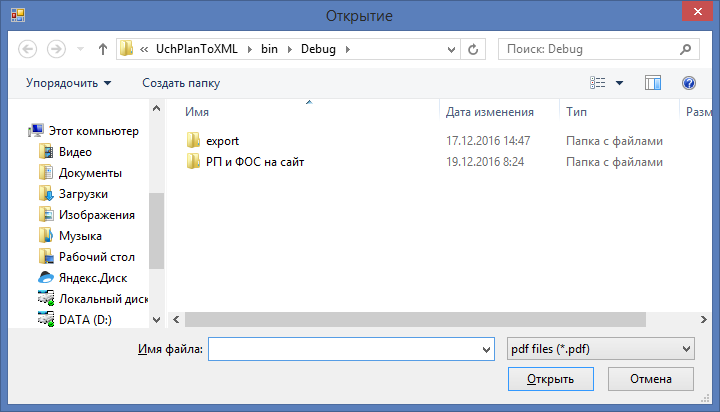 Открытие
« UchPlanToXML › bin › Debug ›
Поиск: Debug
Упорядочить Создать папку
Имя Дата изменения Тип Разм
Этот компьютер
Видео
Документы
Загрузки
Изображения
Музыка
Рабочий стол
Яндекс.Диск
Локальный диск
DATA (D:)
export 17.12.2016 14:47 Папка с файлами
РП и ФОС на сайт 19.12.2016 8:24 Папка с файлами
Имя файла: pdf files (*.pdf)
Открыть Отмена